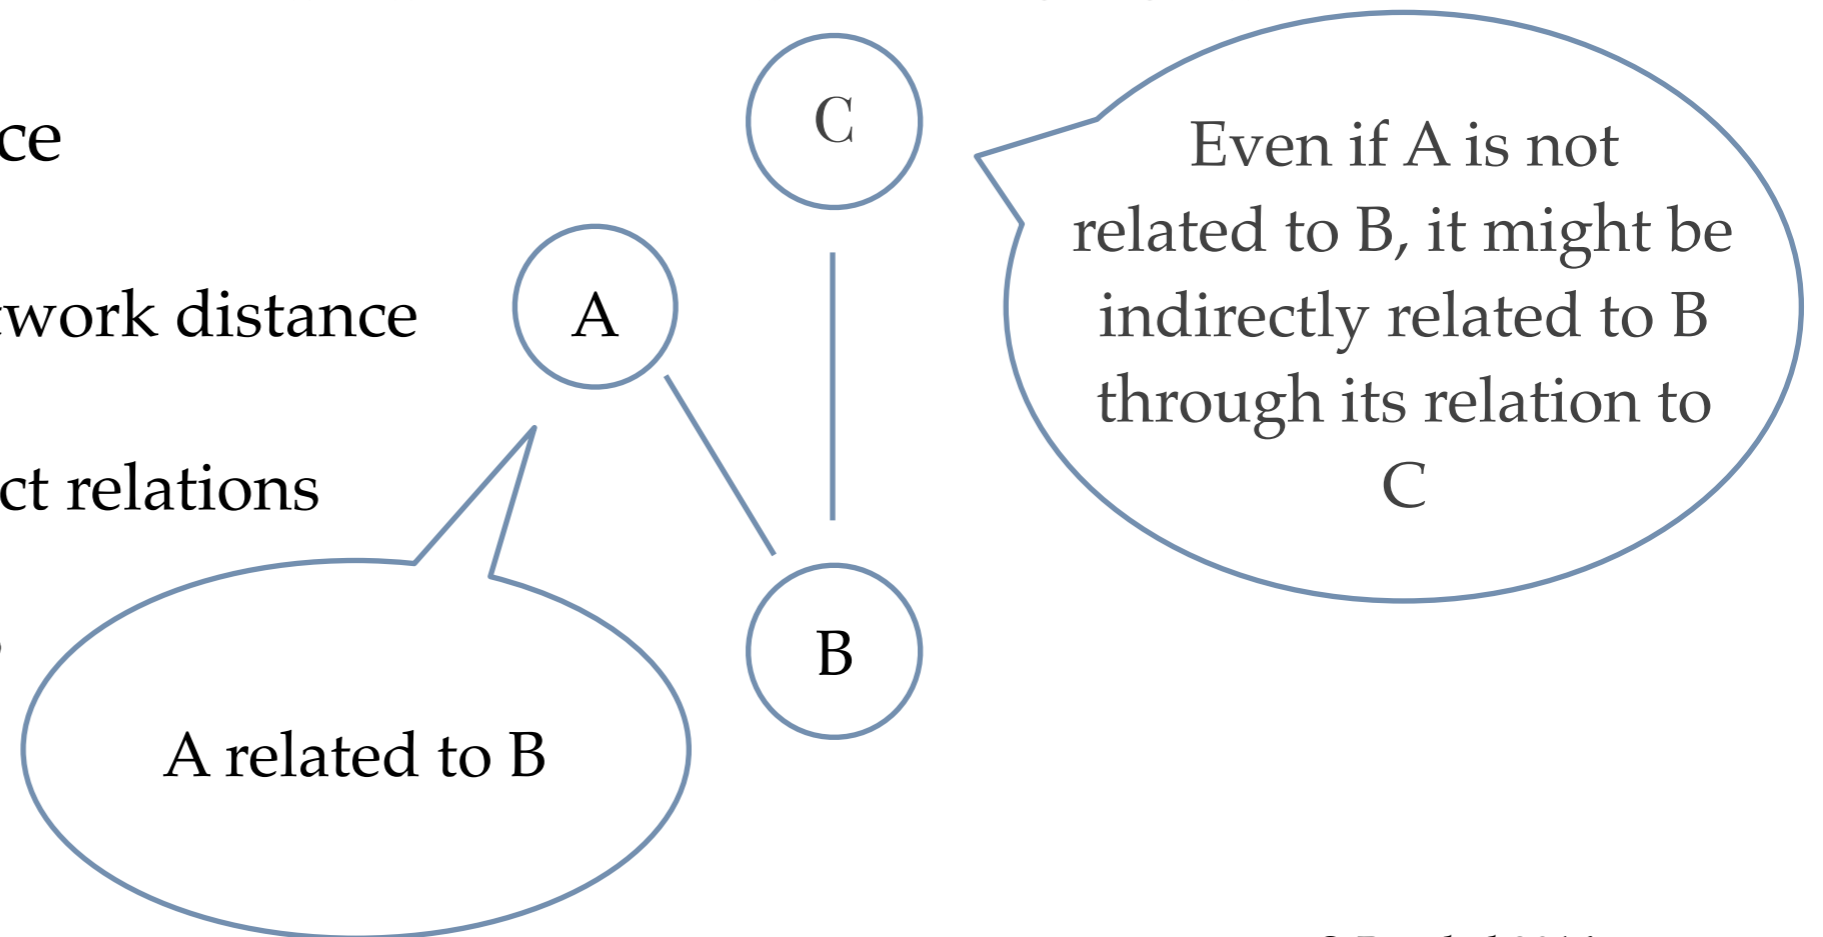 C
ce
Even if A is not
related to B, it might be
indirectly related to B
through its relation to
C
twork distance
A
ct relations
B
A related to B